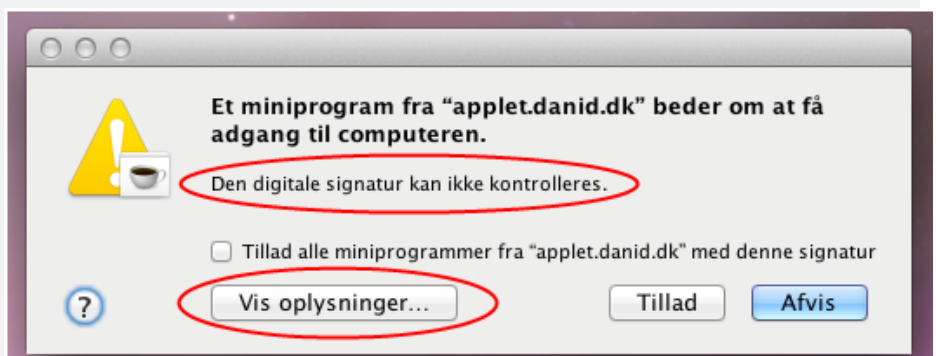 Et miniprogram fra “applet.danid.dk” beder om at få
adgang til computeren.
Den digitale signatur kan ikke kontrolleres.
Tillad alle miniprogrammer fra “applet.danid.dk” med denne signatur
?
Vis oplysninger...
Tillad
Afvis